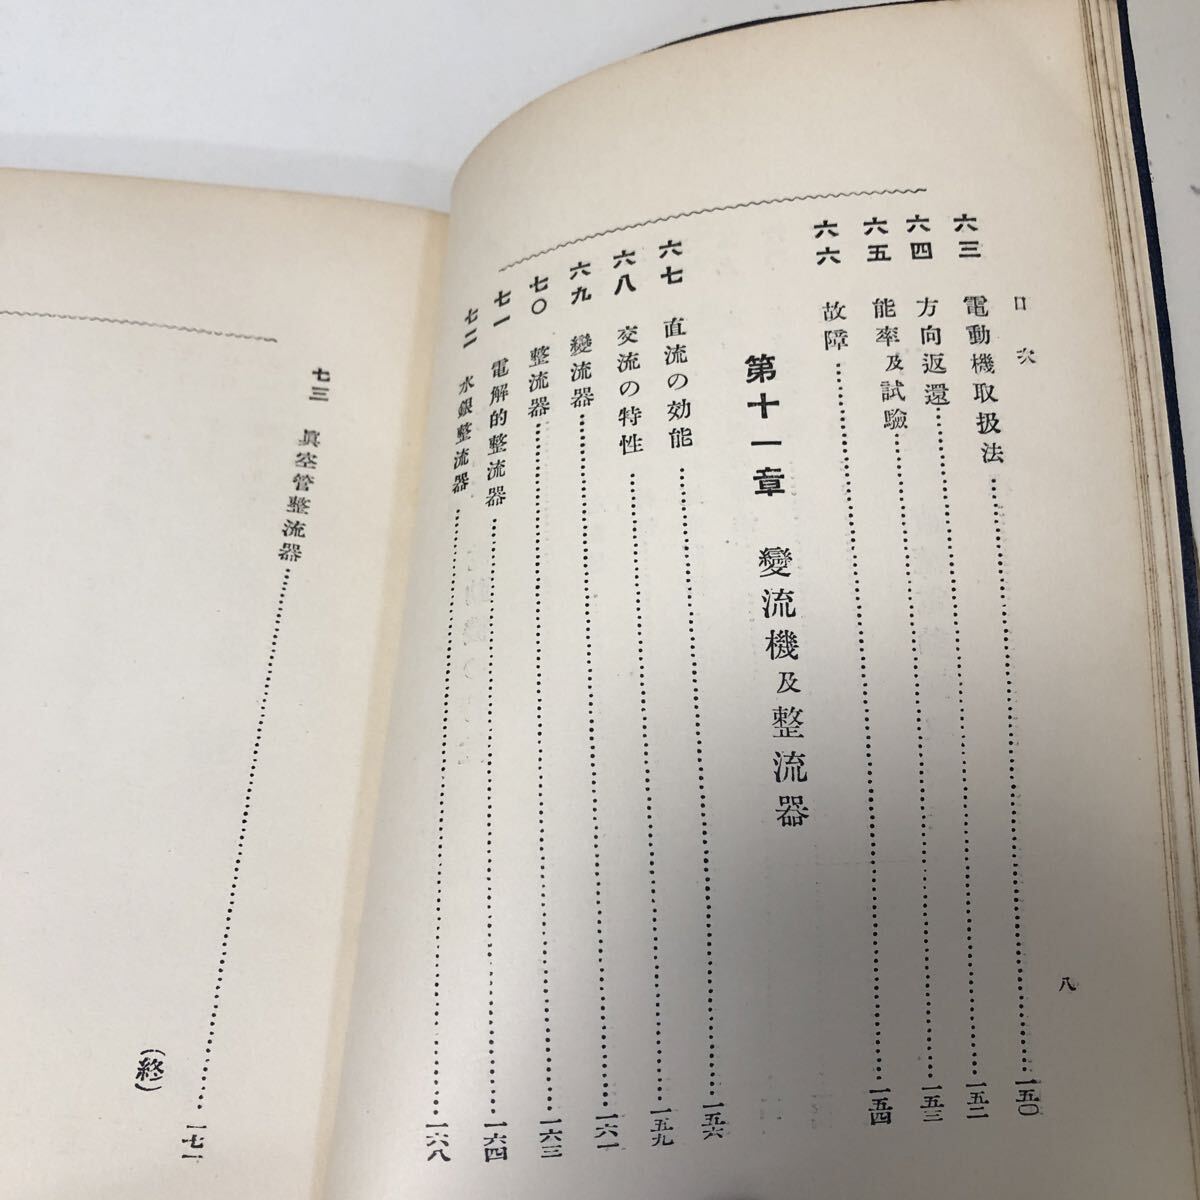 目次
八
六三 電動機取扱法……一五〇
六四 方向返還……一五二
六五 能率及試驗……一五三
六六 故障……一五四
第十一章 變流機及整流器
六七 直流の効能……一五六
六八 交流の特性……一五九
六九 變流器……一六一
七〇 整流器……一六三
七一 電解的整流器……一六四
七二 水銀整流器……一六八
七三 眞空管整流器……一七一
(終)